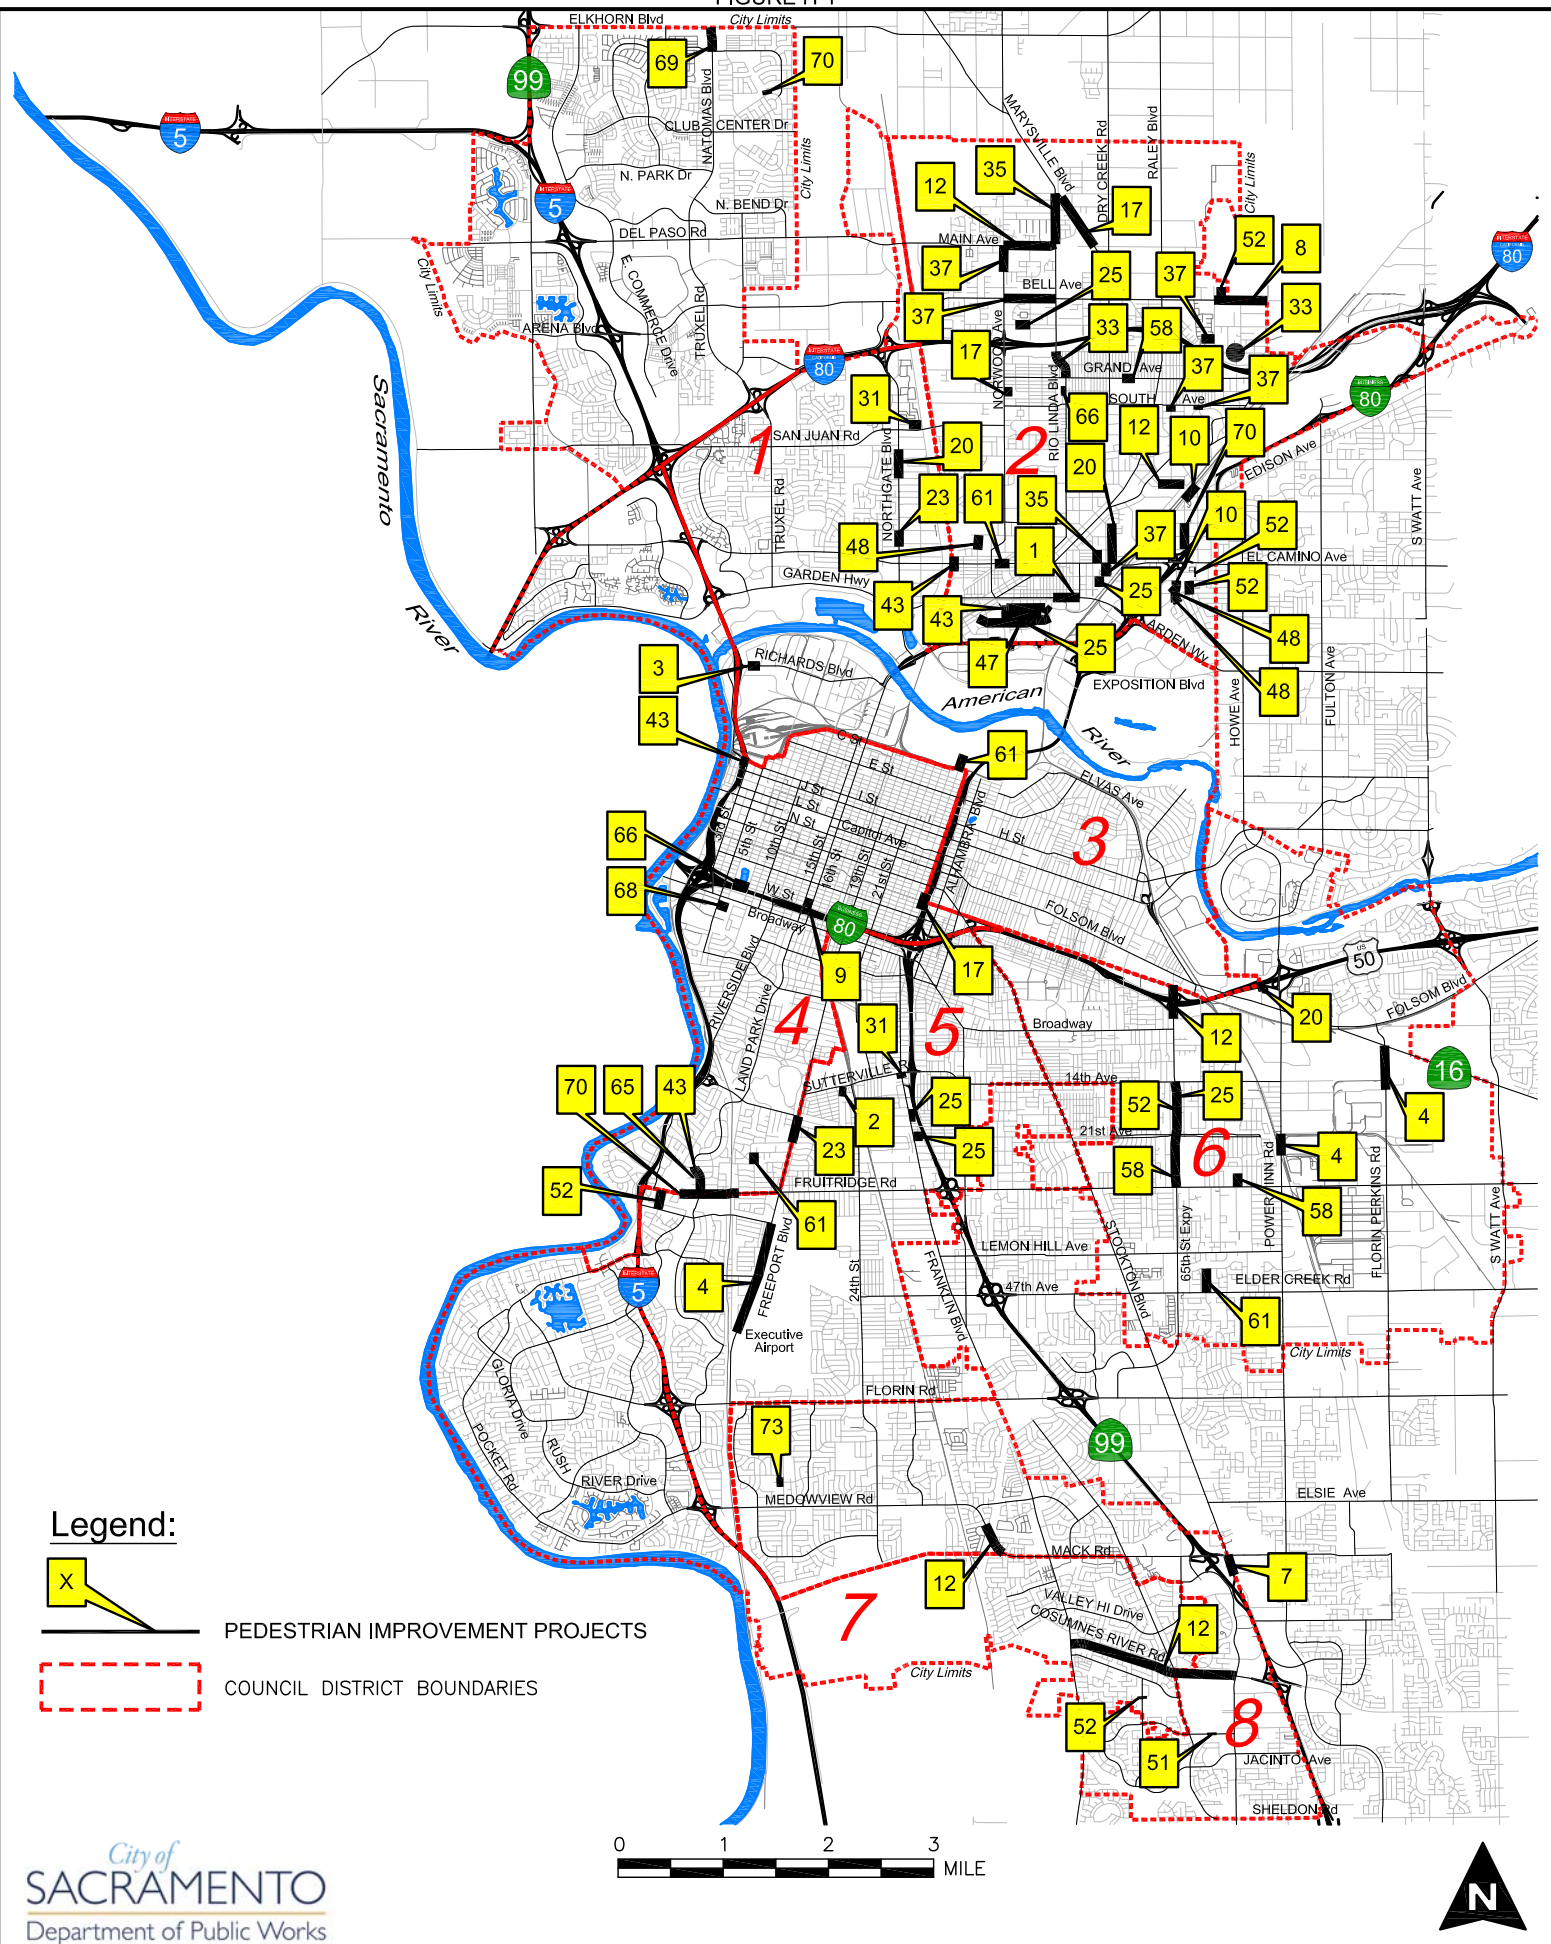 ELKHORN Blvd
City Limits
69
70
99
INTERSTATE
5
NATOMAS Blvd
CLUB CENTER Dr
MARYSVILLE Blvd
DRY CREEK Rd
RALEY Blvd
City Limits
City Limits
N. PARK Dr
35
12
17
INTERSTATE
5
N. BEND Dr
DEL PASO Rd
MAIN Ave
52
8
INTERSTATE
CALIFORNIA
80
City Limits
E. COMMERCE Drive
TRUXEL Rd
37
BELL Ave
25
37
33
37
NORWOOD Ave
33
58
ARENA Blvd
INTERSTATE
CALIFORNIA
80
17
GRAND Ave
37
37
BUSINESS
80
31
RIO LINDA Blvd
SOUTH Ave
66
12
10
70
Sacramento
River
1
SAN JUAN Rd
NORTHGATE Blvd
20
2
20
EDISON Ave
S WATT Ave
TRUXEL Rd
23
61
35
10
52
48
1
37
EL CAMINO Ave
GARDEN Hwy
43
43
25
52
47
25
ARDEN Wy
48
3
RICHARDS Blvd
American
River
EXPOSITION Blvd
48
HOWE Ave
FULTON Ave
43
C St
61
E St
ELVAS Ave
J St
I St
L St
N St
Capitol Ave
H St
3
66
3rd St
5th St
10th St
15th St
16th St
19th St
21st St
ALHAMBRA Blvd
68
W St
Broadway
BUSINESS
80
FOLSOM Blvd
US
50
9
17
FOLSOM Blvd
RIVERSIDE Blvd
LAND PARK Drive
4
5
Broadway
12
20
31
SUTTERVILLE R
14th Ave
16
70
65
43
2
25
52
25
4
23
25
21st Ave
6
4
52
FRUITRIDGE Rd
58
58
61
POWER INN Rd
FLORIN PERKINS Rd
S WATT Ave
4
FREEPORT Blvd
24th St
FRANKLIN Blvd
LEMON HILL Ave
STOCKTON Blvd
65th St Expy
INTERSTATE
5
47th Ave
ELDER CREEK Rd
61
Executive
Airport
City Limits
GLORIA Drive
FLORIN Rd
POCKET Rd
RUSH
RIVER Drive
73
99
MEDOWVIEW Rd
ELSIE Ave
Legend:
X
PEDESTRIAN IMPROVEMENT PROJECTS
COUNCIL DISTRICT BOUNDARIES
12
MACK Rd
7
7
VALLEY HI Drive
COSUMNES RIVER Rd
12
City Limits
52
51
8
JACINTO Ave
SHELDON Rd
0 1 2 3
MILE
City of
SACRAMENTO
Department of Public Works
N